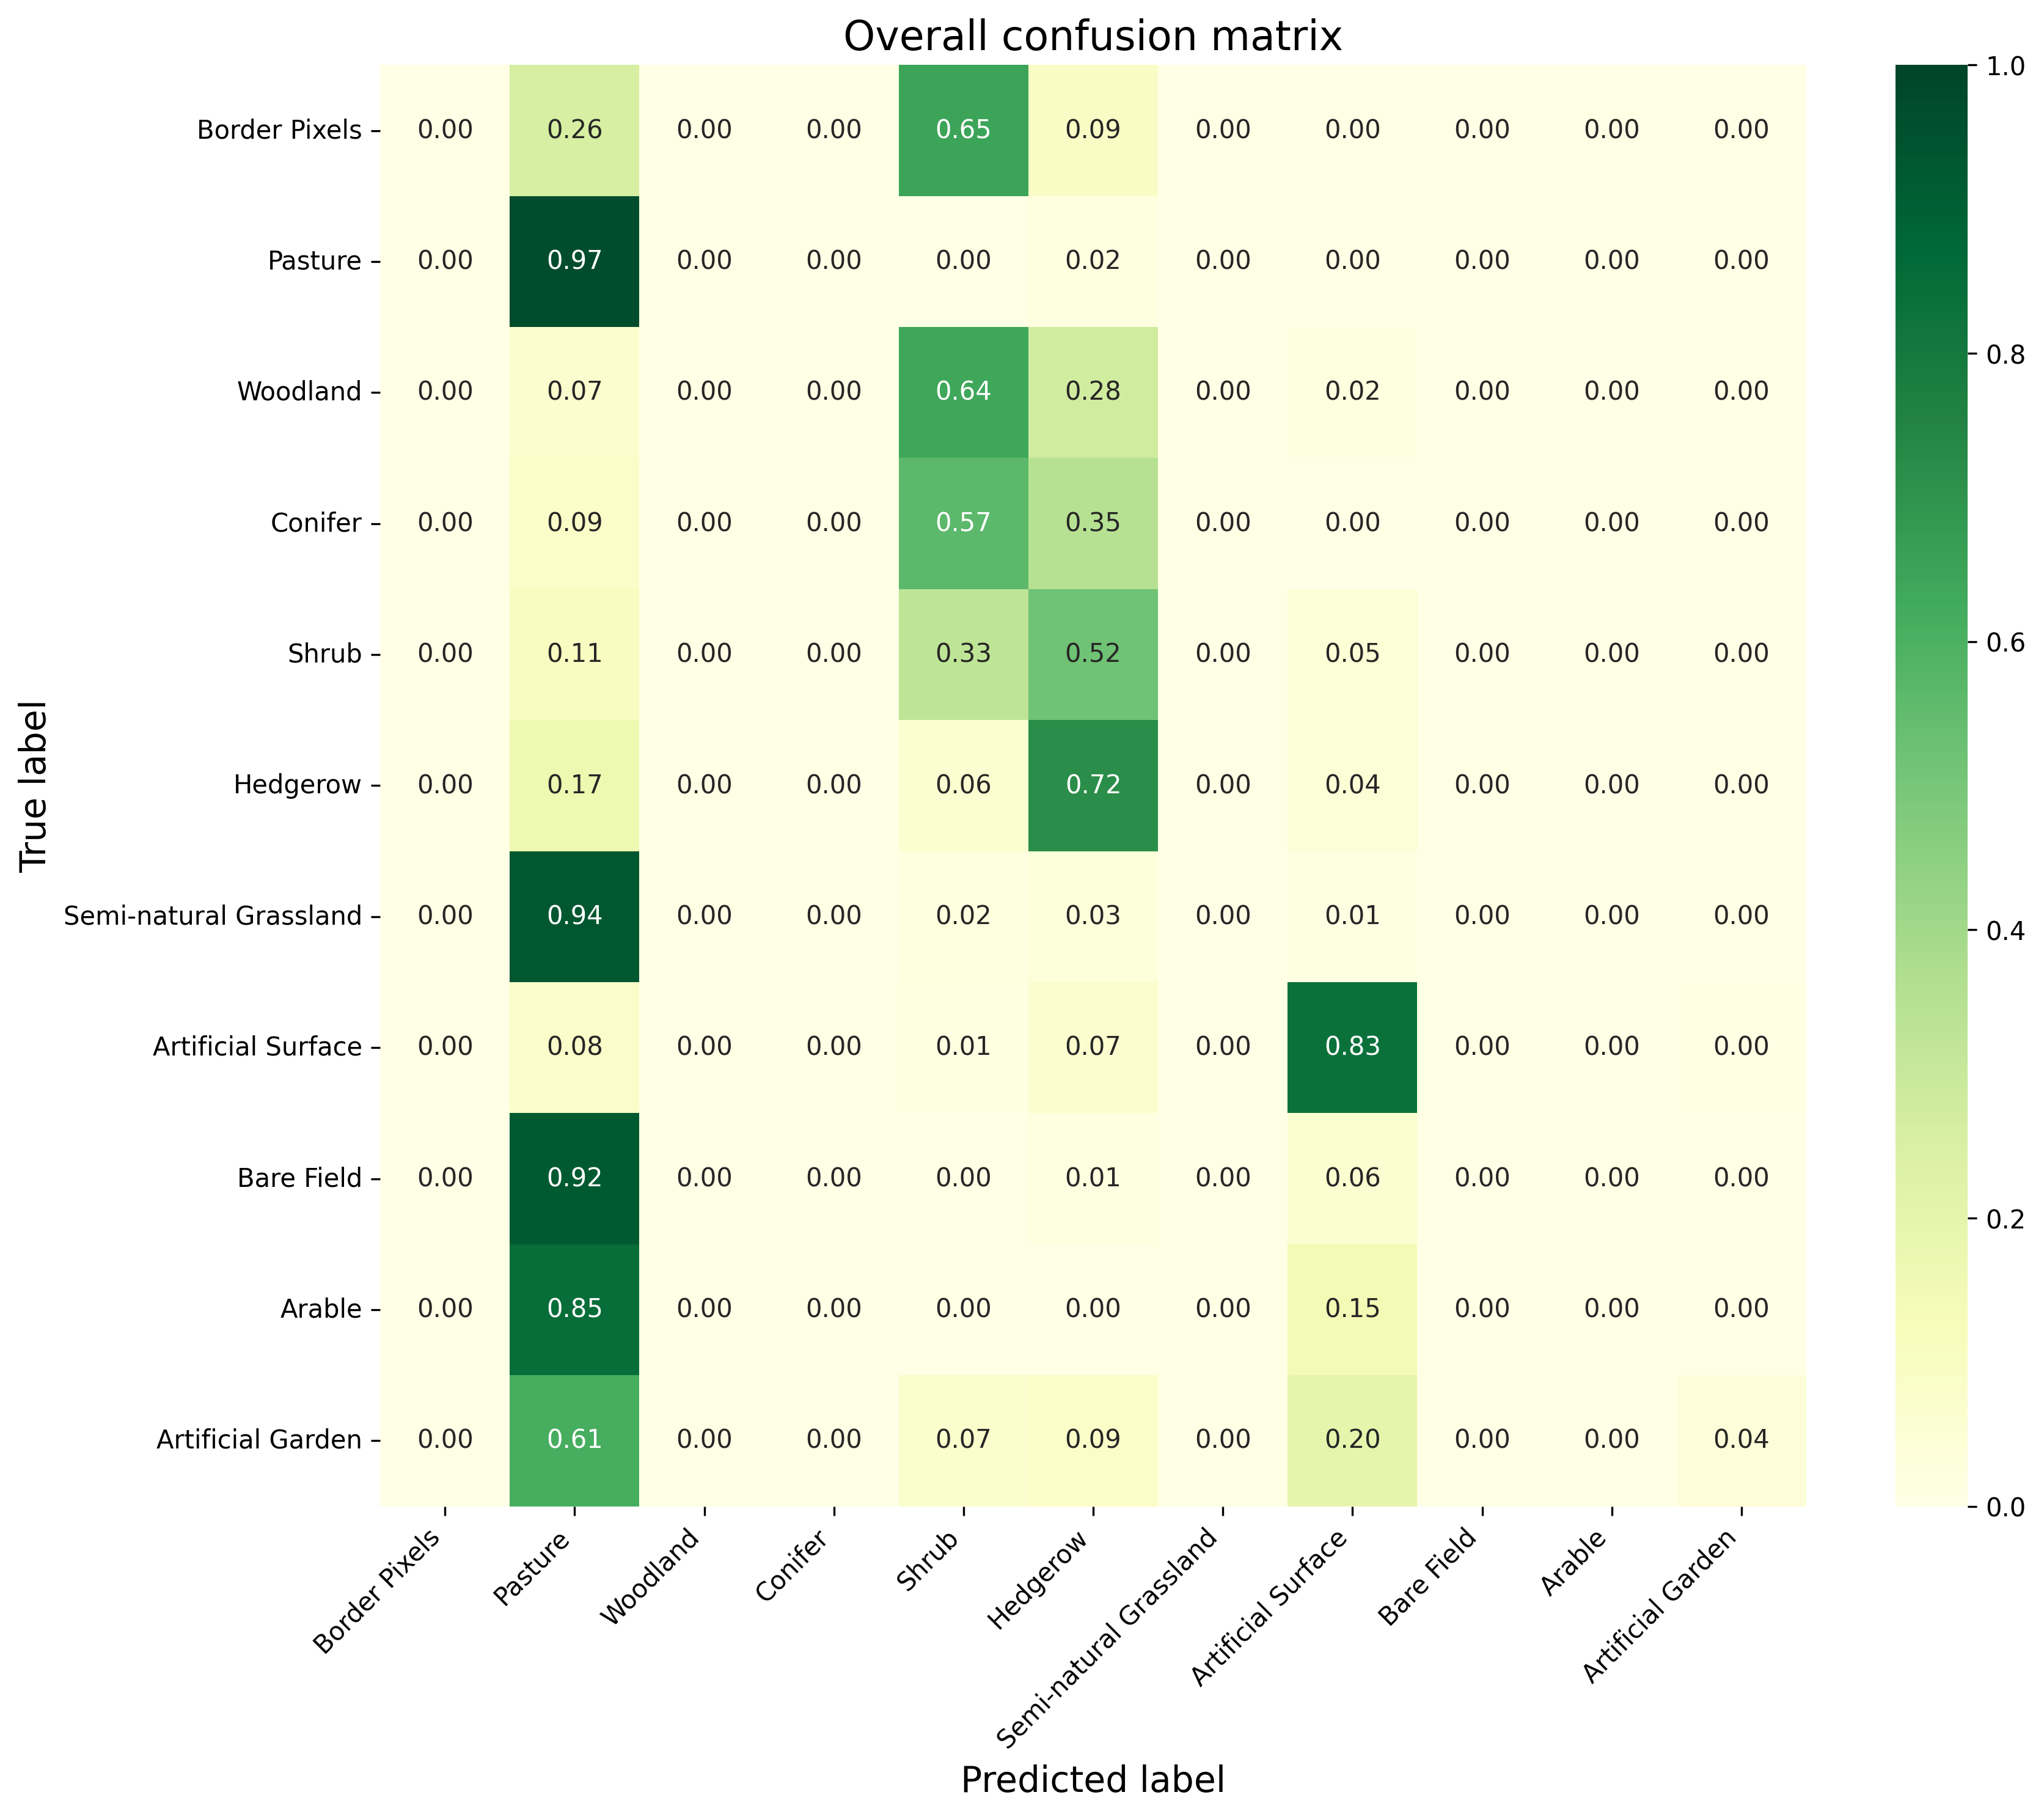 Overall confusion matrix
1.0
Border Pixels 0.00 0.26 0.00 0.00 0.65 0.09 0.00 0.00 0.00 0.00 0.00
Pasture 0.00 0.97 0.00 0.00 0.00 0.02 0.00 0.00 0.00 0.00 0.00
0.8
Woodland 0.00 0.07 0.00 0.00 0.64 0.28 0.00 0.02 0.00 0.00 0.00
Conifer 0.00 0.09 0.00 0.00 0.57 0.35 0.00 0.00 0.00 0.00 0.00
0.6
Shrub 0.00 0.11 0.00 0.00 0.33 0.52 0.00 0.05 0.00 0.00 0.00
True label
Hedgerow 0.00 0.17 0.00 0.00 0.06 0.72 0.00 0.04 0.00 0.00 0.00
Semi-natural Grassland 0.00 0.94 0.00 0.00 0.02 0.03 0.00 0.01 0.00 0.00 0.00
0.4
Artificial Surface 0.00 0.08 0.00 0.00 0.01 0.07 0.00 0.83 0.00 0.00 0.00
Bare Field 0.00 0.92 0.00 0.00 0.00 0.01 0.00 0.06 0.00 0.00 0.00
0.2
Arable 0.00 0.85 0.00 0.00 0.00 0.00 0.00 0.15 0.00 0.00 0.00
Artificial Garden 0.00 0.61 0.00 0.00 0.07 0.09 0.00 0.20 0.00 0.00 0.04
0.0
Border Pixels
Pasture
Woodland
Conifer
Shrub
Hedgerow
Semi-natural Grassland
Artificial Surface
Bare Field
Arable
Artificial Garden
Predicted label